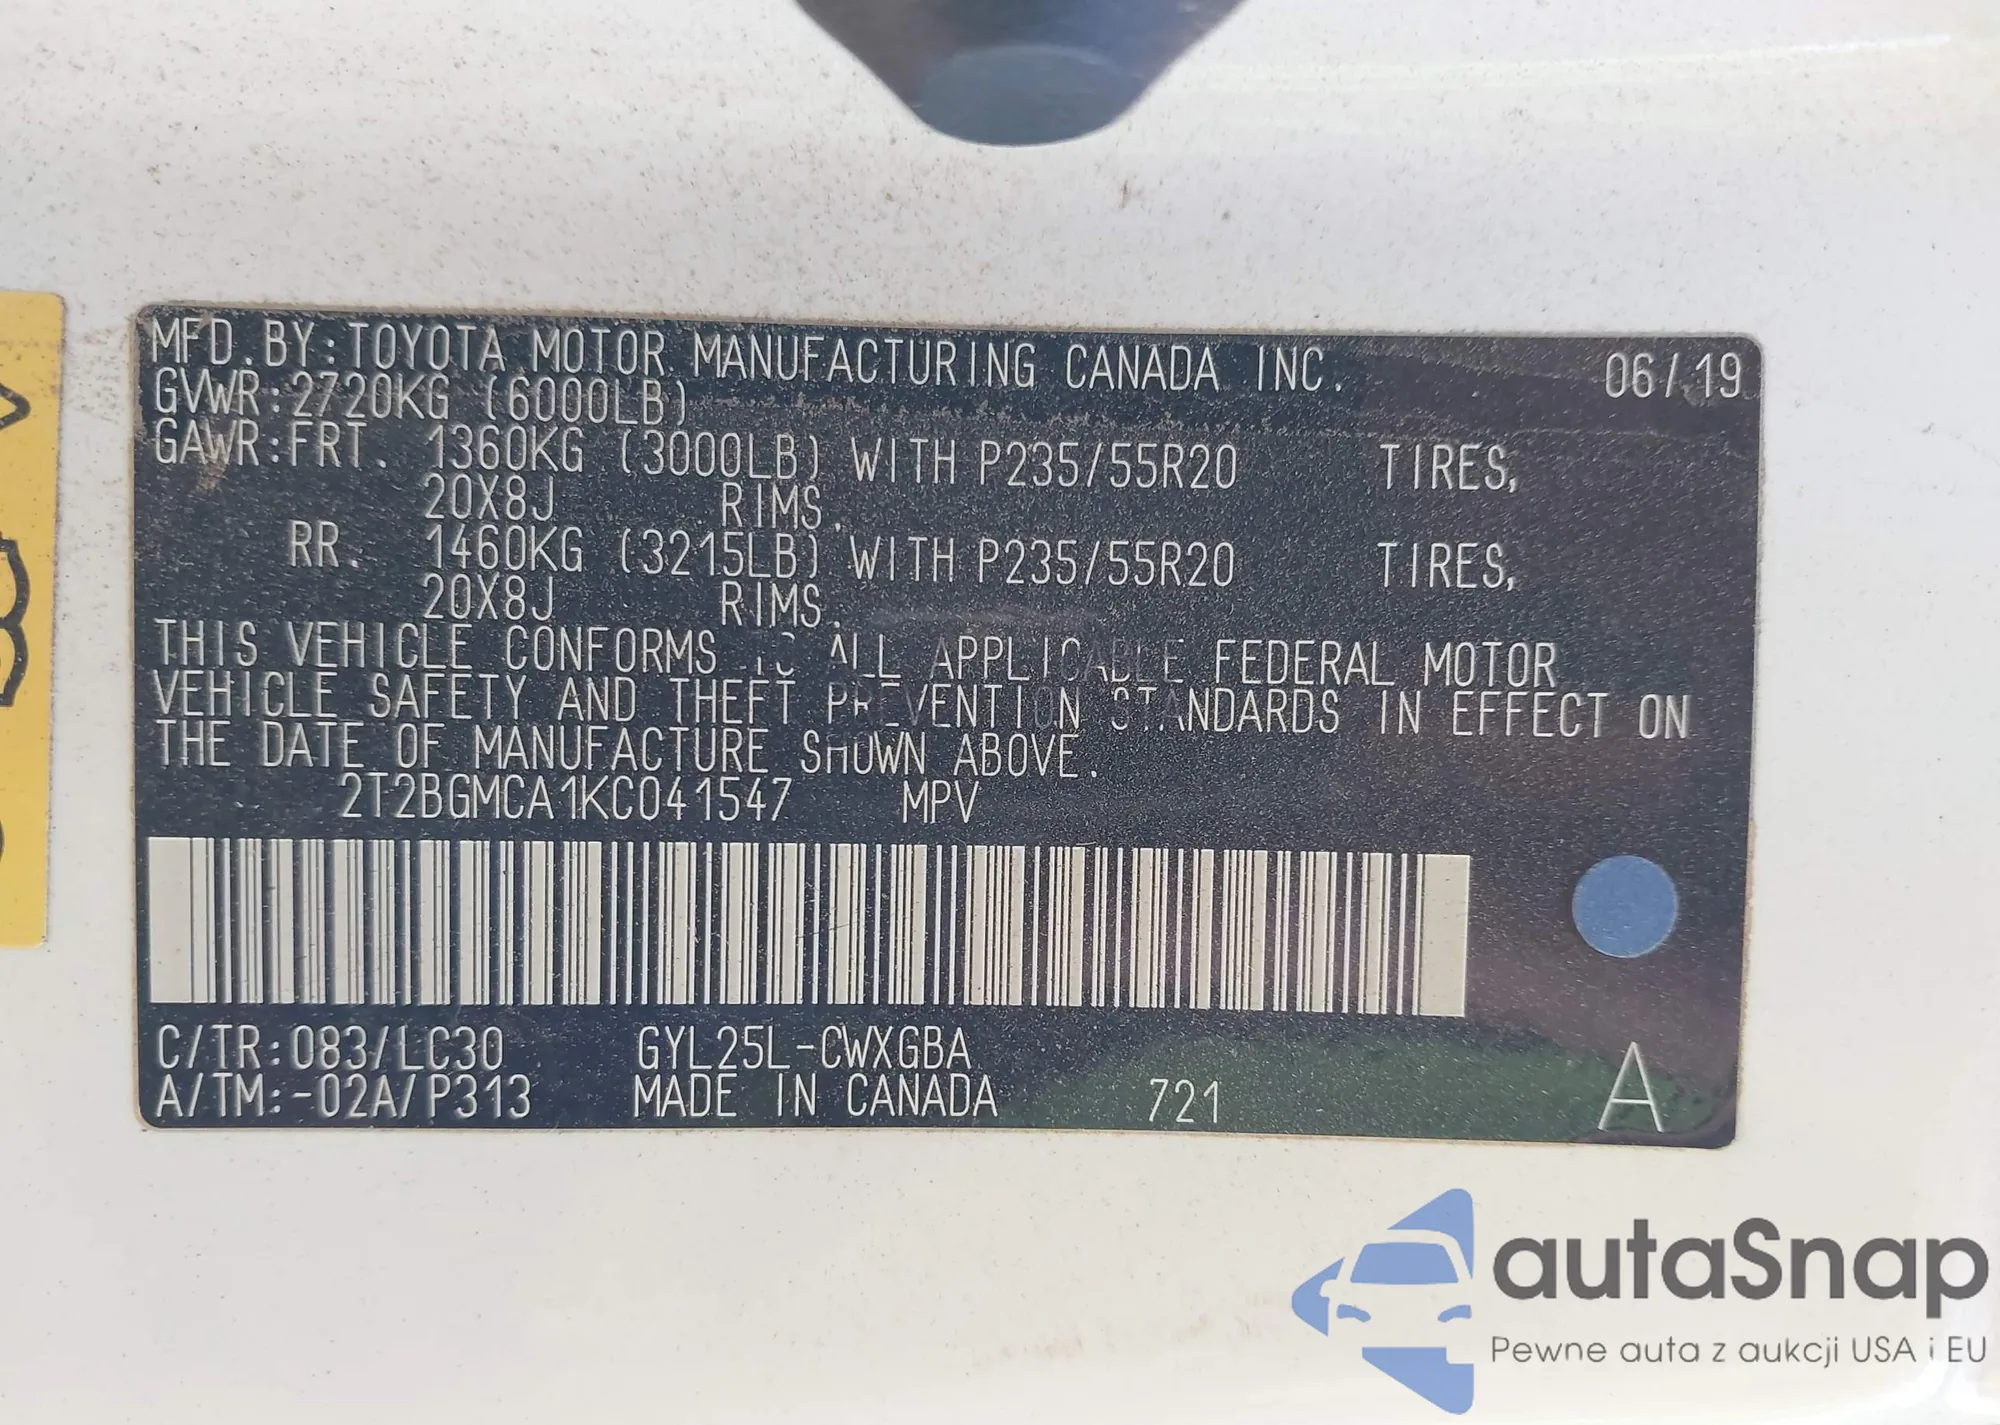 MFD.BY:TOYOTA MOTOR MANUFACTURING CANADA INC. 06/19
GVWR:2720KG (6000LB)
GAWR:FRT. 1360KG (3000LB) WITH P235/55R20 TIRES,
20X8J RIMS.
RR. 1460KG (3215LB) WITH P235/55R20 TIRES,
20X8J RIMS.
THIS VEHICLE CONFORMS TO ALL APPLICABLE FEDERAL MOTOR
VEHICLE SAFETY AND THEFT PREVENTION STANDARDS IN EFFECT ON
THE DATE OF MANUFACTURE SHOWN ABOVE.
2T2BGMCA1KC041547 MPV
C/TR:083/LC30 GYL25L-CWXGBA
A/TM:-02A/P313 MADE IN CANADA 721 A
autaSnap
Pewne auta z aukcji USA i EU